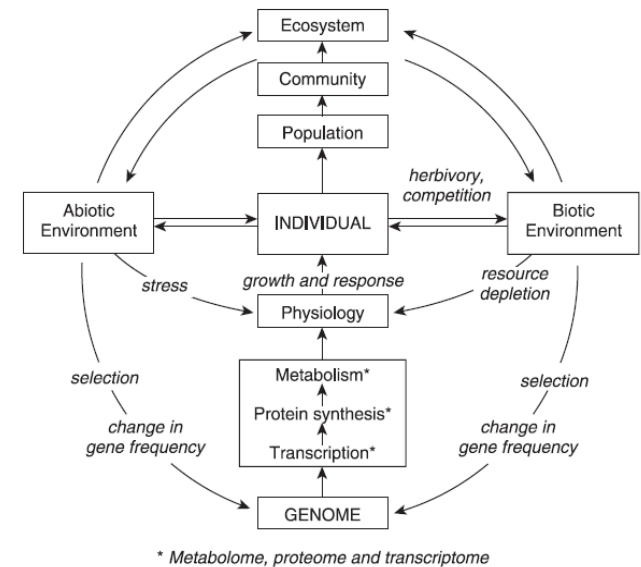 Ecosystem
Community
Population
herbivory,
competition
Abiotic
Environment
INDIVIDUAL
Biotic
Environment
stress
growth and response
resource
depletion
Physiology
selection
Metabolism*
selection
Protein synthesis*
change in
gene frequency
change in
gene frequency
Transcription*
GENOME
* Metabolome, proteome and transcriptome